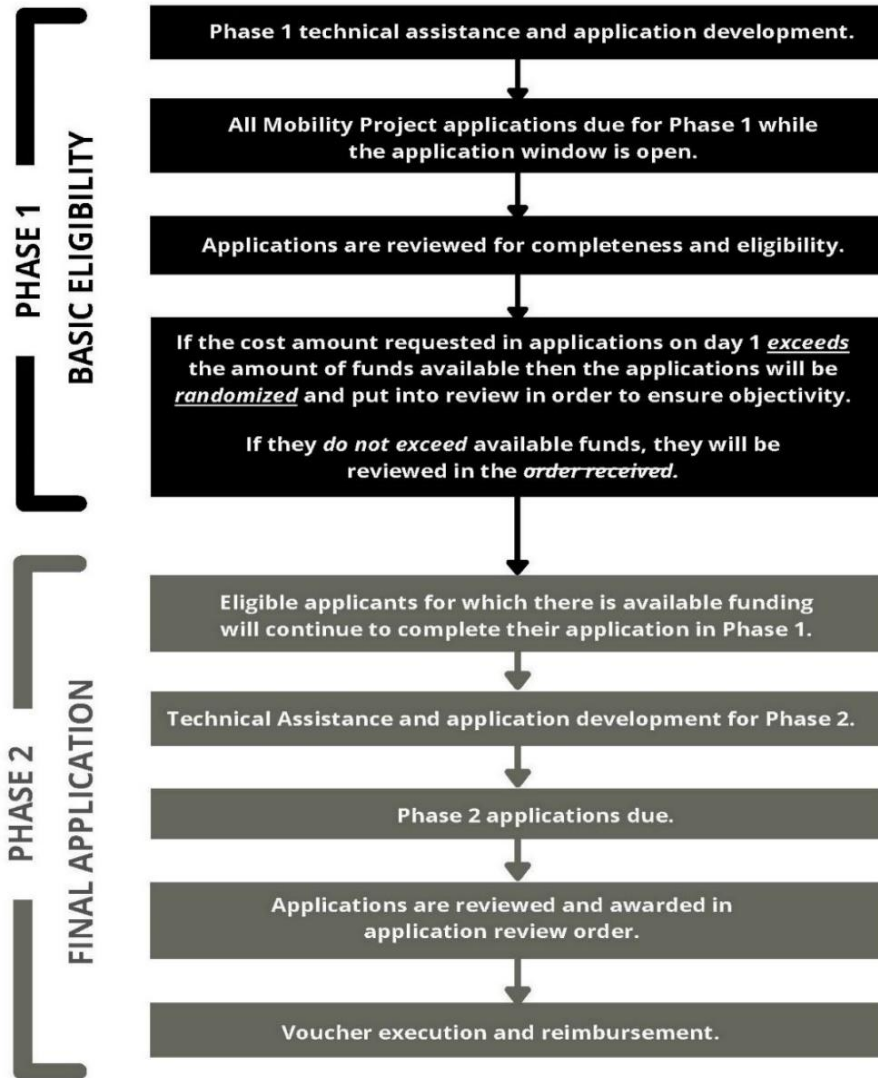 PHASE 1
BASIC ELIGIBILITY
Phase 1 technical assistance and application development.
All Mobility Project applications due for Phase 1 while
the application window is open.
Applications are reviewed for completeness and eligibility.
If the cost amount requested in applications on day 1 exceeds
the amount of funds available then the applications will be
randomized and put into review in order to ensure objectivity.
If they do not exceed available funds, they will be
reviewed in the order received.
PHASE 2
FINAL APPLICATION
Eligible applicants for which there is available funding
will continue to complete their application in Phase 1.
Technical Assistance and application development for Phase 2.
Phase 2 applications due.
Applications are reviewed and awarded in
application review order.
Voucher execution and reimbursement.